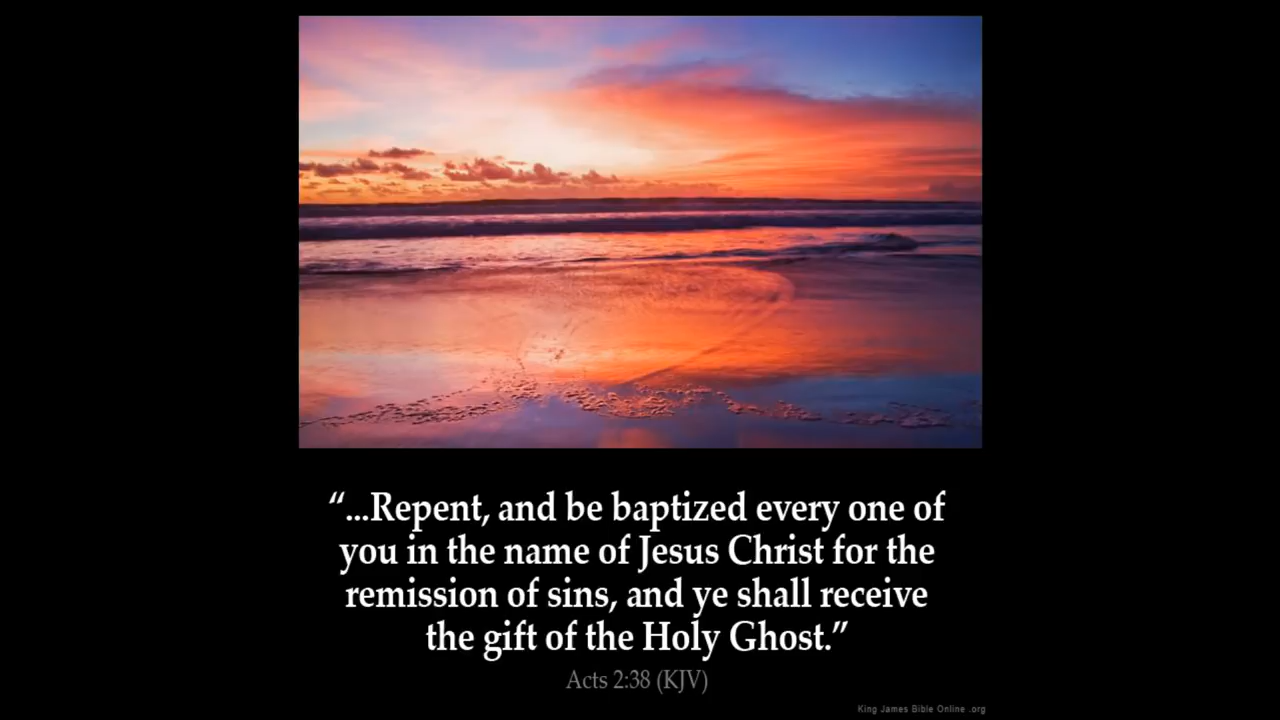 “...Repent, and be baptized every one of
you in the name of Jesus Christ for the
remission of sins, and ye shall receive
the gift of the Holy Ghost.”
Acts 2:38 (KJV)
King James Bible Online .org